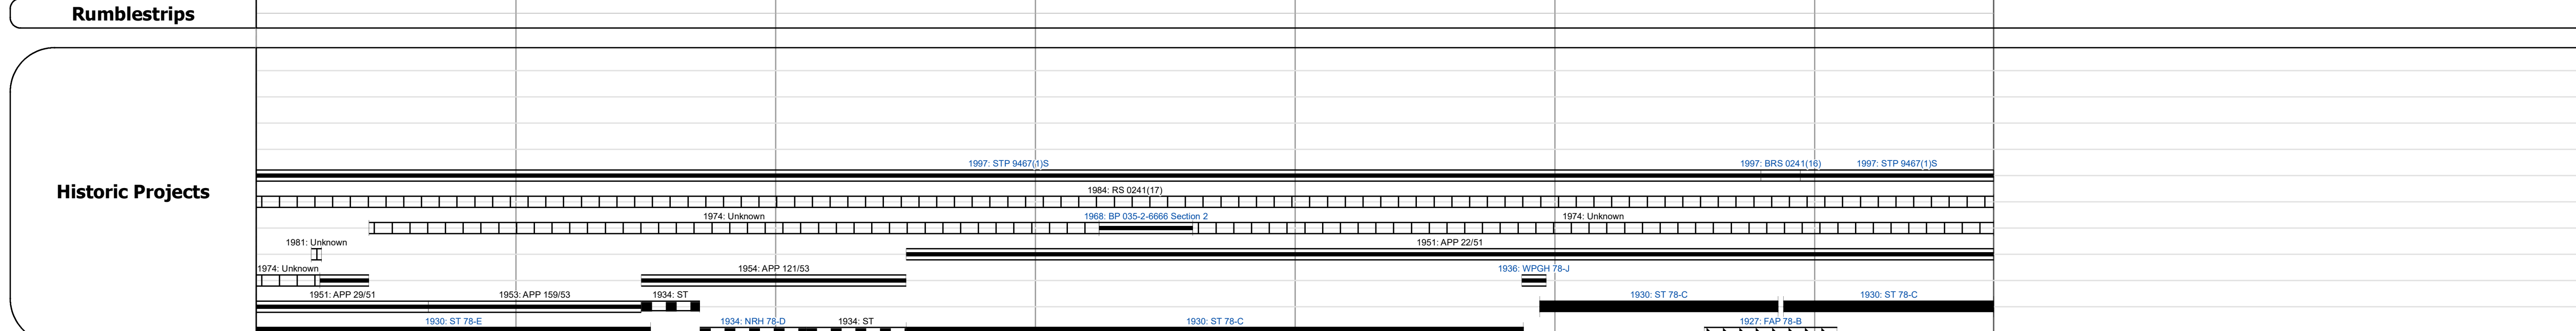 Rumblestrips
Historic Projects
1997: STP 9467(1)S 1997: BRS 0241(16) 1997: STP 9467(1)S
1984: RS 0241(17)
1974: Unknown 1968: BP 035-2-6666 Section 2 1974: Unknown
1981: Unknown 1951: APP 22/51
1974: Unknown 1954: APP 121/53 1936: WPGH 78-J
1951: APP 29/51 1953: APP 159/53 1934: ST 1930: ST 78-C 1930: ST 78-C
1930: ST 78-E 1934: NRH 78-D 1934: ST 1930: ST 78-C 1927: FAP 78-B